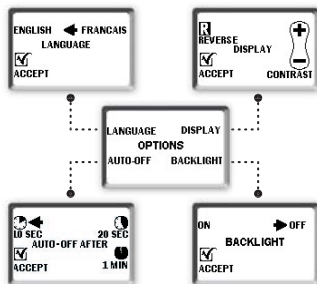 ENGLISH FRANCAIS
LANGUAGE
ACCEPT
R
REVERSE
DISPLAY
ACCEPT
CONTRAST
LANGUAGE DISPLAY
OPTIONS
AUTO-OFF BACKLIGHT
10 SEC 20 SEC
AUTO-OFF AFTER
ACCEPT 1 MIN
ON OFF
BACKLIGHT
ACCEPT